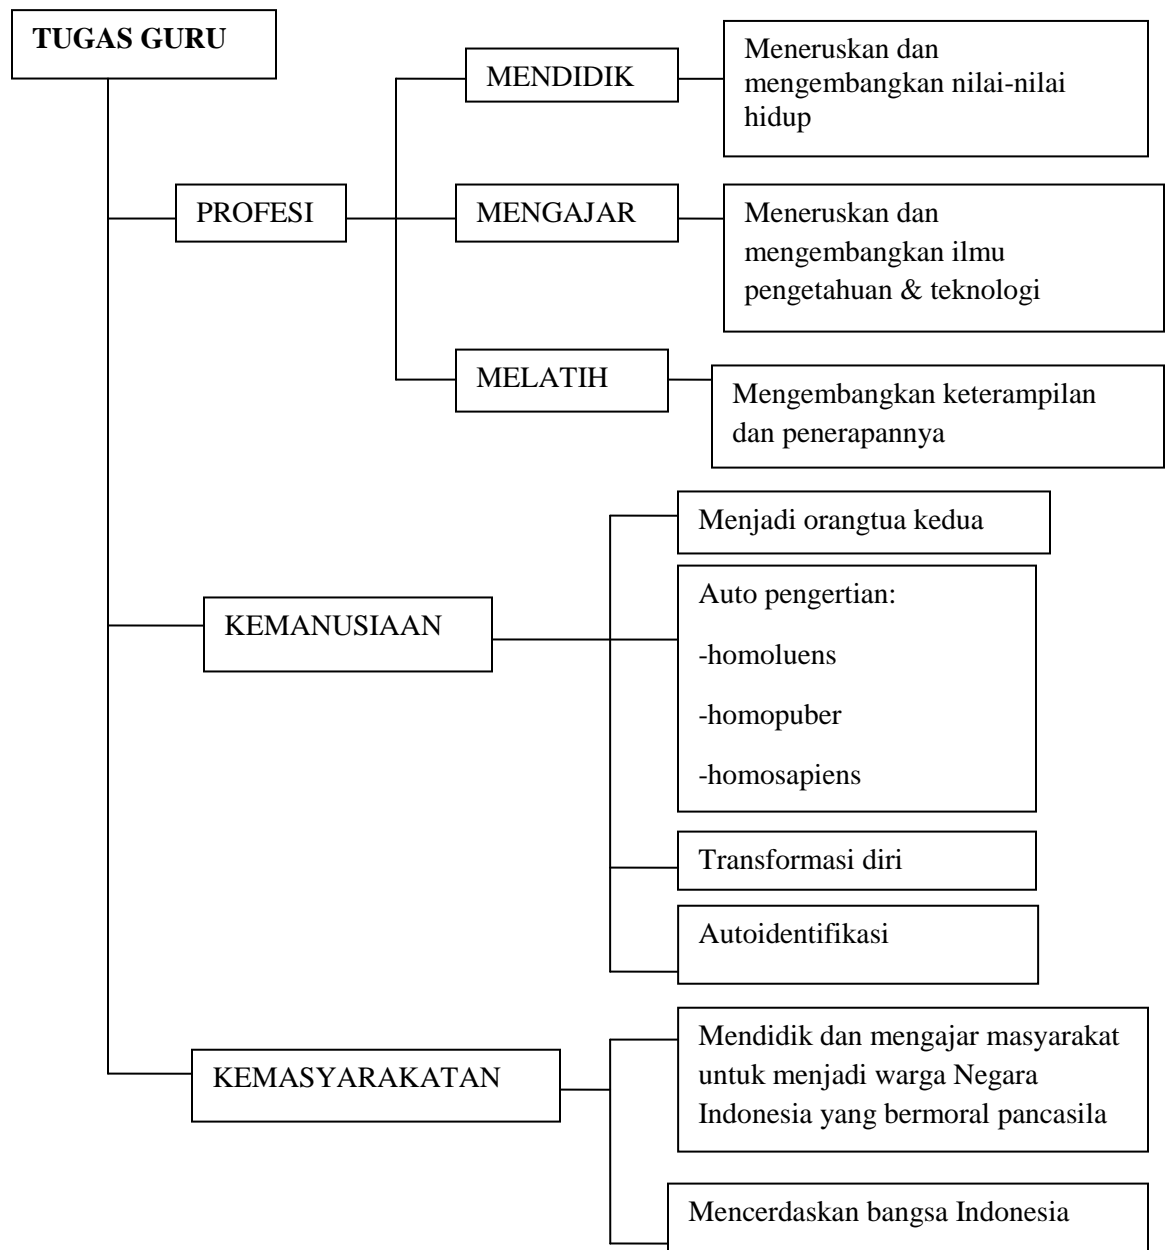 TUGAS GURU
MENDIDIK
Meneruskan dan
mengembangkan nilai-nilai
hidup
PROFESI
MENGAJAR
Meneruskan dan
mengembangkan ilmu
pengetahuan & teknologi
MELATIH
Mengembangkan keterampilan
dan penerapannya
KEMANUSIAAN
Menjadi orangtua kedua
Auto pengertian:
-homoluens
-homopuber
-homosapiens
Transformasi diri
Autoidentifikasi
KEMASYARAKATAN
Mendidik dan mengajar masyarakat
untuk menjadi warga Negara
Indonesia yang bermoral pancasila
Mencerdaskan bangsa Indonesia